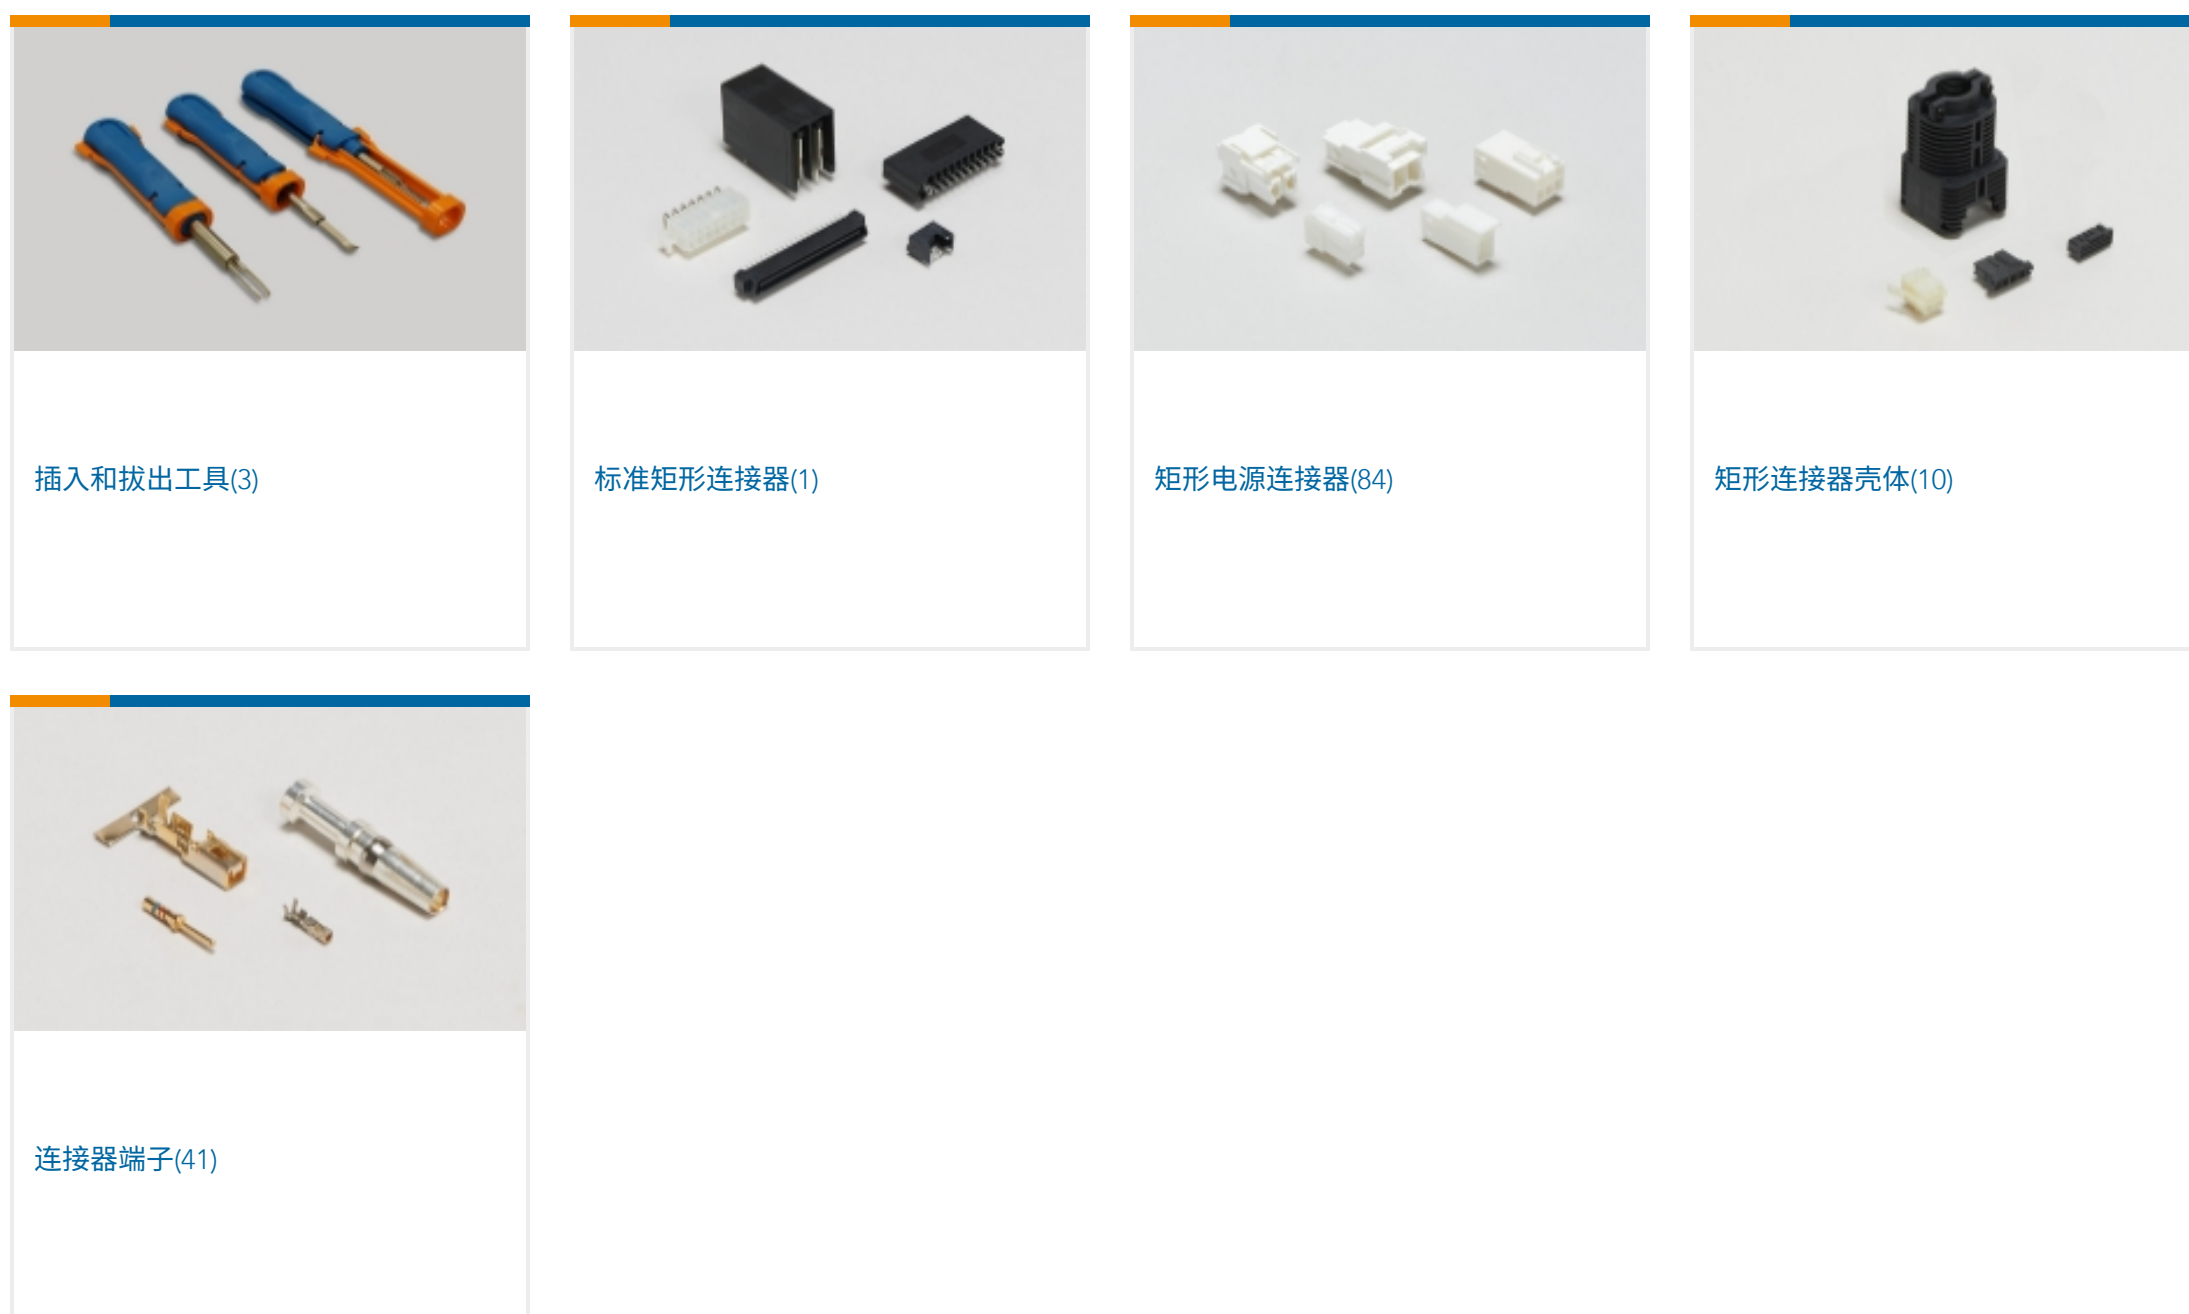 插入和拔出工具(3)
标准矩形连接器(1)
矩形电源连接器(84)
矩形连接器壳体(10)
连接器端子(41)